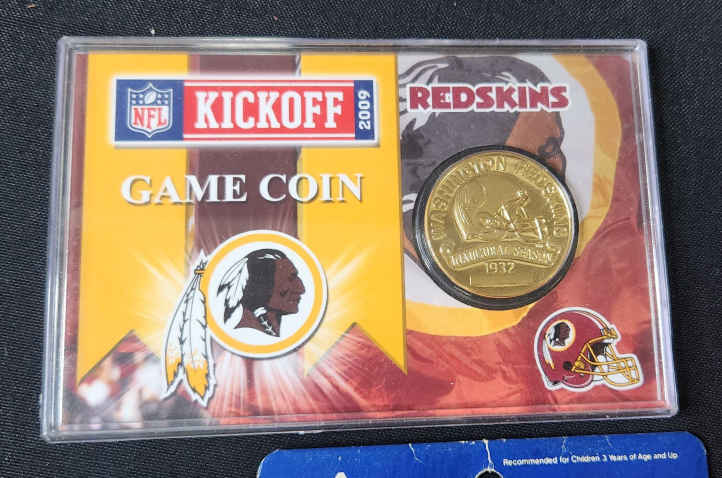 NFL
KICKOFF
2009
REDSKINS
GAME COIN
WASHINGTON REDSKINS
INAUGURAL SEASON
1932
Recommended for Children 3 Years of Age and Up